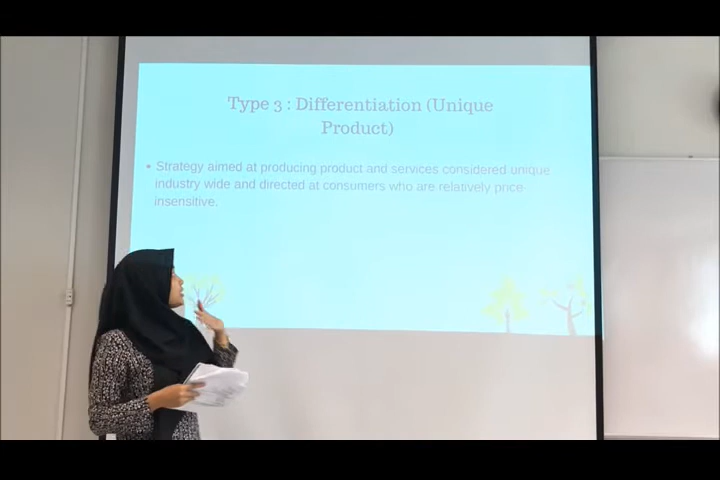 Type 3 : Differentiation (Unique
Product)
• Strategy aimed at producing product and services considered unique
industry wide and directed at consumers who are relatively price
insensitive.